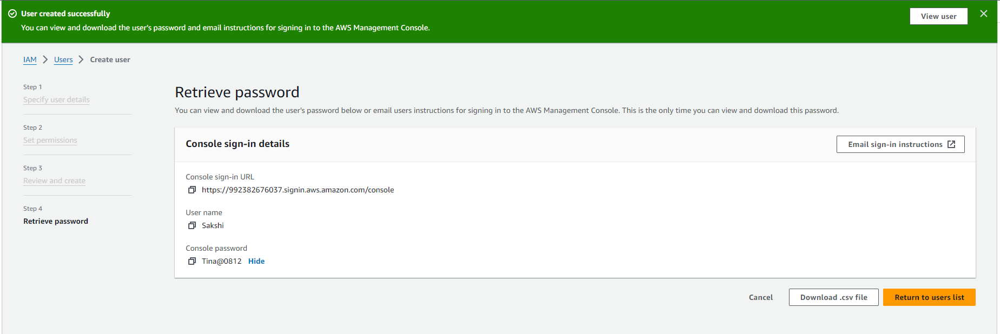 User created successfully
You can view and download the user's password and email instructions for signing in to the AWS Management Console.
View user
IAM > Users > Create user
Step 1
Specify user details
Step 2
Set permissions
Step 3
Review and create
Step 4
Retrieve password
Retrieve password
You can view and download the user's password below or email users instructions for signing in to the AWS Management Console. This is the only time you can view and download this password.
Console sign-in details
Email sign-in instructions
Console sign-in URL
https://992382676037.signin.aws.amazon.com/console
User name
Sakshi
Console password
Tina@0812 Hide
Cancel
Download .csv file
Return to users list